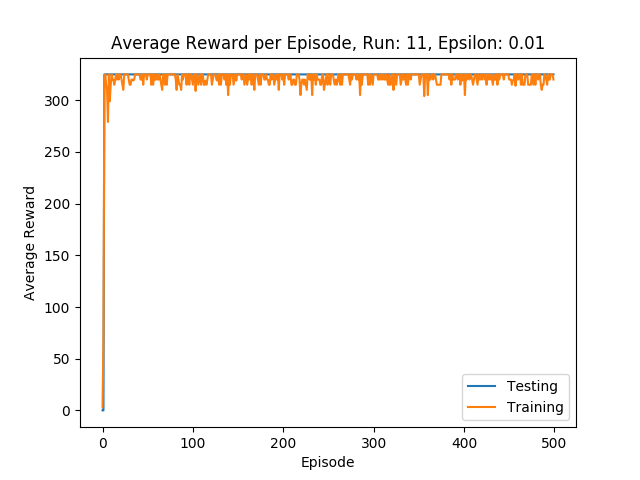 Average Reward per Episode, Run: 11, Epsilon: 0.01
Average Reward
300
250
200
150
100
50
0
0 100 200 300 400 500
Episode
Testing
Training